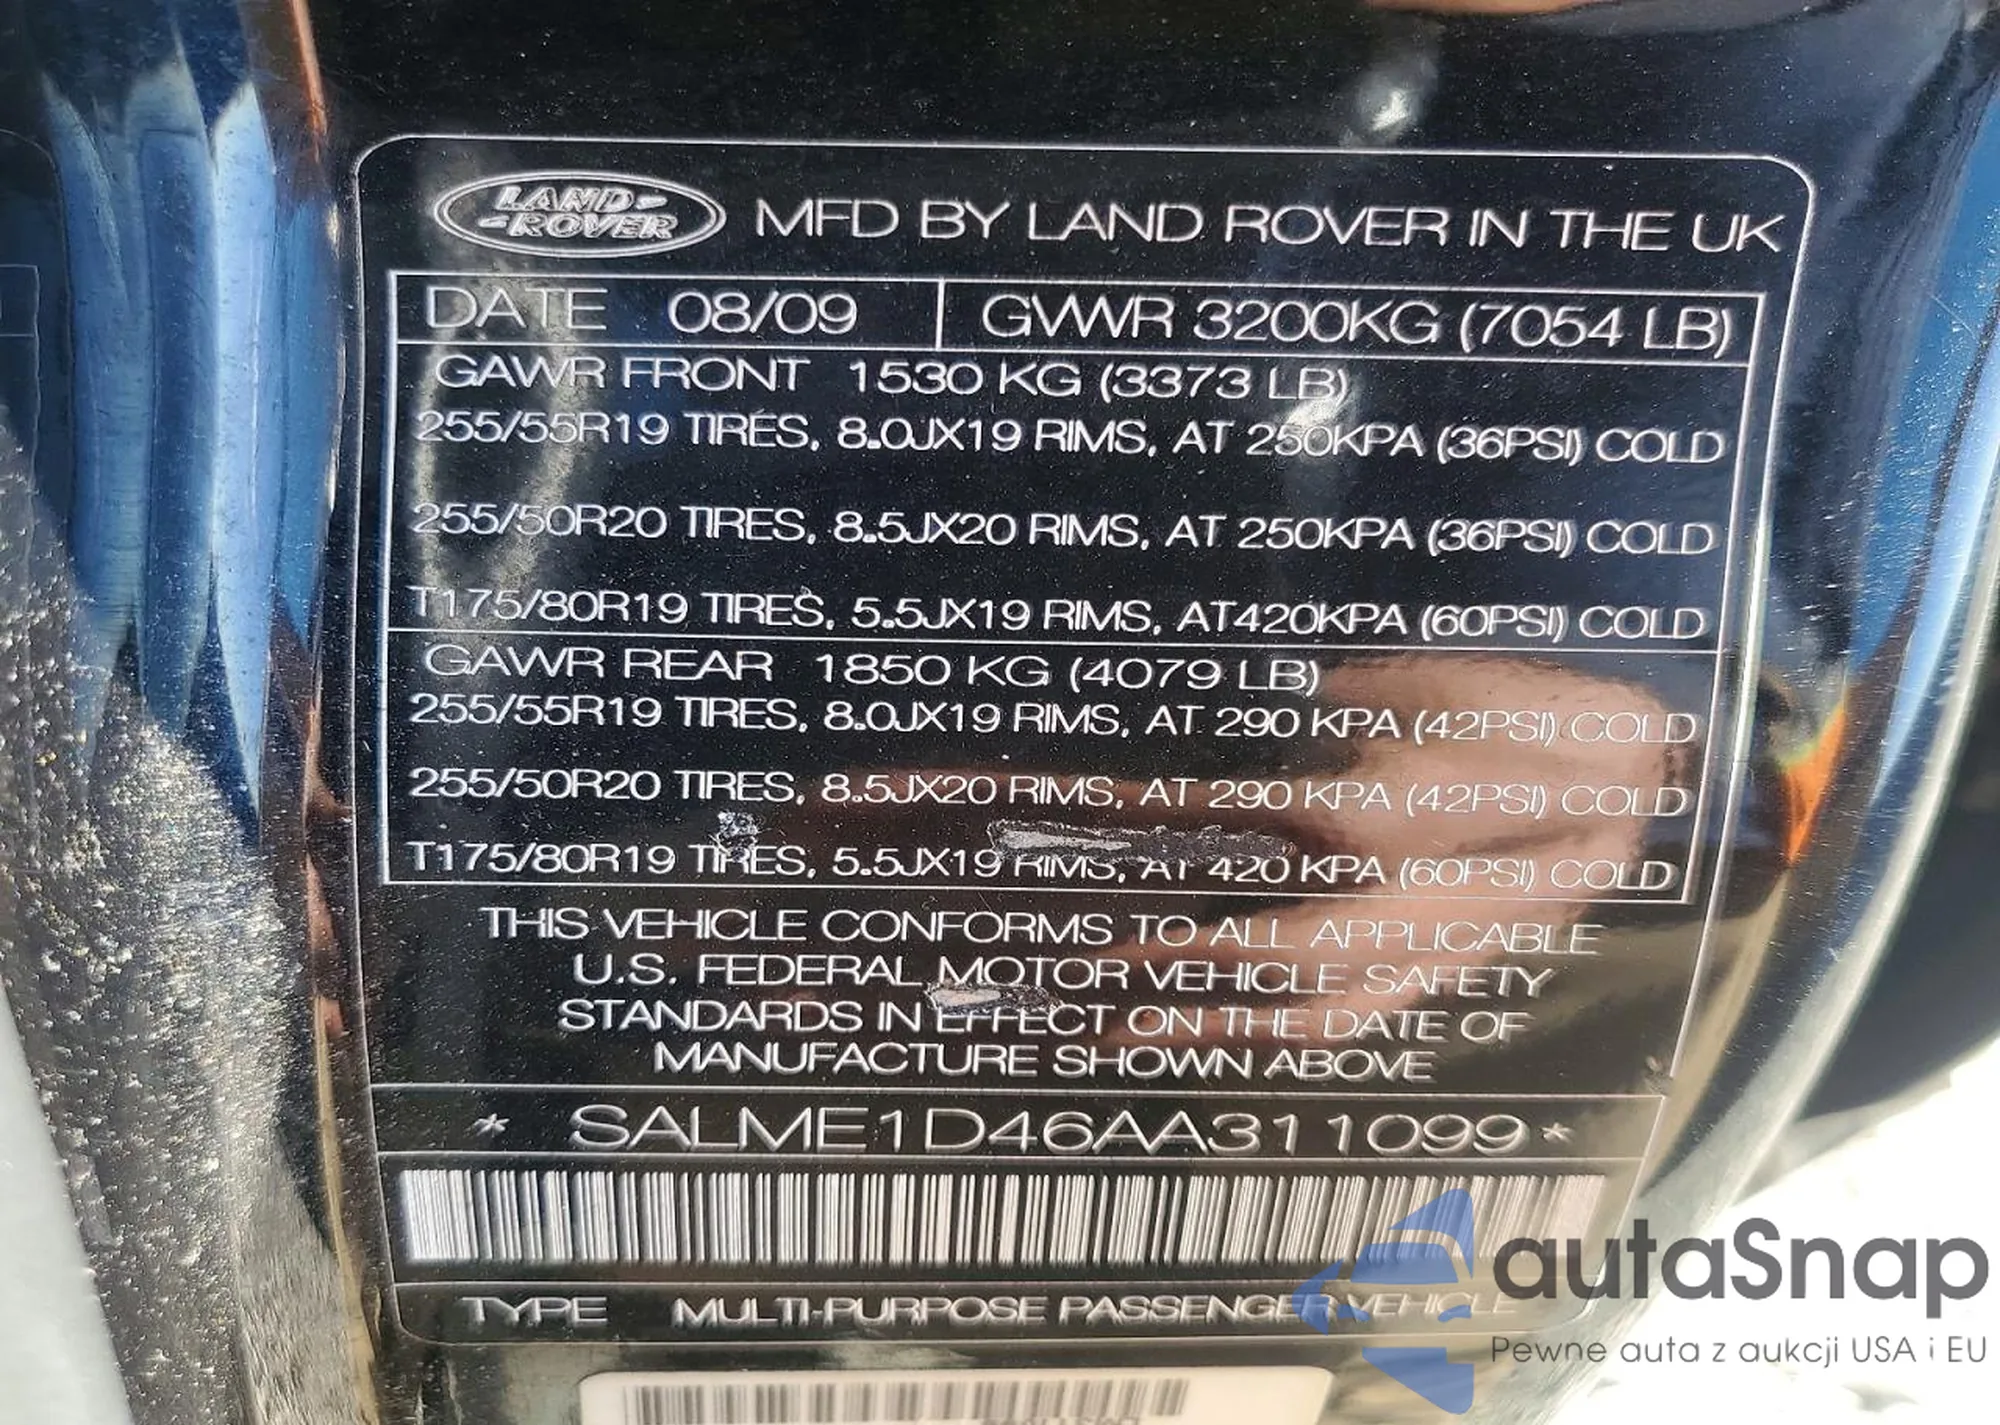 LAND-
-ROVER
MFD BY LAND ROVER IN THE UK
DATE 08/09 GVWR 3200KG (7054 LB)
GAWR FRONT 1530 KG (3373 LB)
255/55R19 TIRES, 8.0JX19 RIMS, AT 250KPA (36PSI) COLD
255/50R20 TIRES, 8.5JX20 RIMS, AT 250KPA (36PSI) COLD
T175/80R19 TIRES, 5.5JX19 RIMS, AT420KPA (60PSI) COLD
GAWR REAR 1850 KG (4079 LB)
255/55R19 TIRES, 8.0JX19 RIMS, AT 290 KPA (42PSI) COLD
255/50R20 TIRES, 8.5JX20 RIMS, AT 290 KPA (42PSI) COLD
T175/80R19 TIRES, 5.5JX19 RIMS, AT 420 KPA (60PSI) COLD
THIS VEHICLE CONFORMS TO ALL APPLICABLE
U.S. FEDERAL MOTOR VEHICLE SAFETY
STANDARDS IN EFFECT ON THE DATE OF
MANUFACTURE SHOWN ABOVE
* SALME1D46AA311099 *
TYPE MULTI-PURPOSE PASSENGER VEHICLE
autaSnap
Pewne auta z aukcji USA i EU